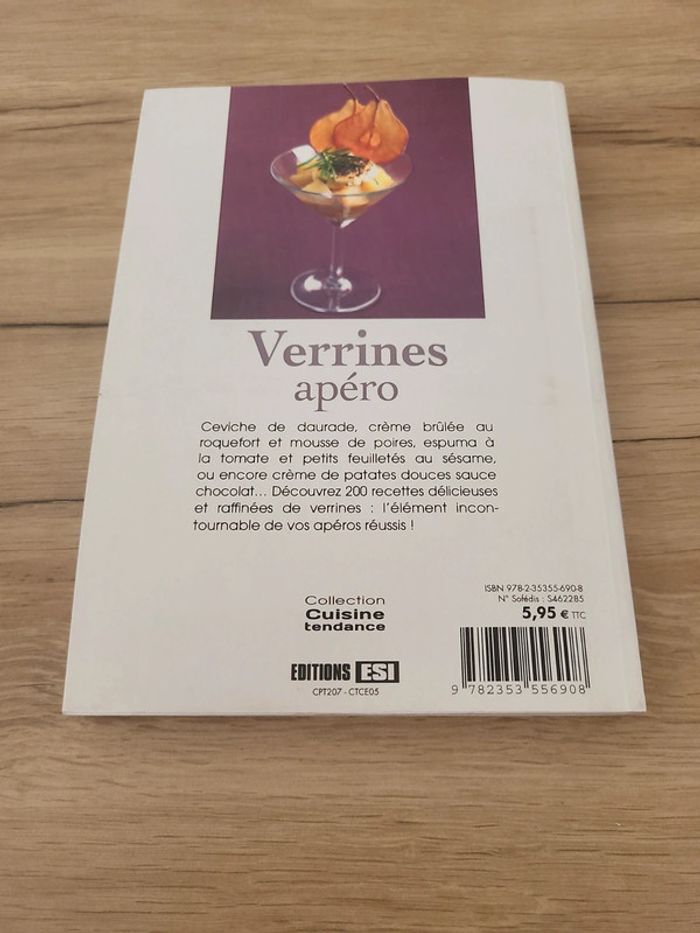 Verrines
apéro
Ceviche de daurade, crème brûlée au
roquefort et mousse de poires, espuma à
la tomate et petits feuilletés au sésame,
ou encore crème de patates douces sauce
chocolat... Découvrez 200 recettes délicieuses
et raffinées de verrines : l'élément incon-
tournable de vos apéros réussis !
Collection
Cuisine
tendance
EDITIONS ESI
CPT207 - CTCE05
ISBN 978-2-35355-690-8
N° Sofédis : S462285
5,95 € TTC
9 782353 556908